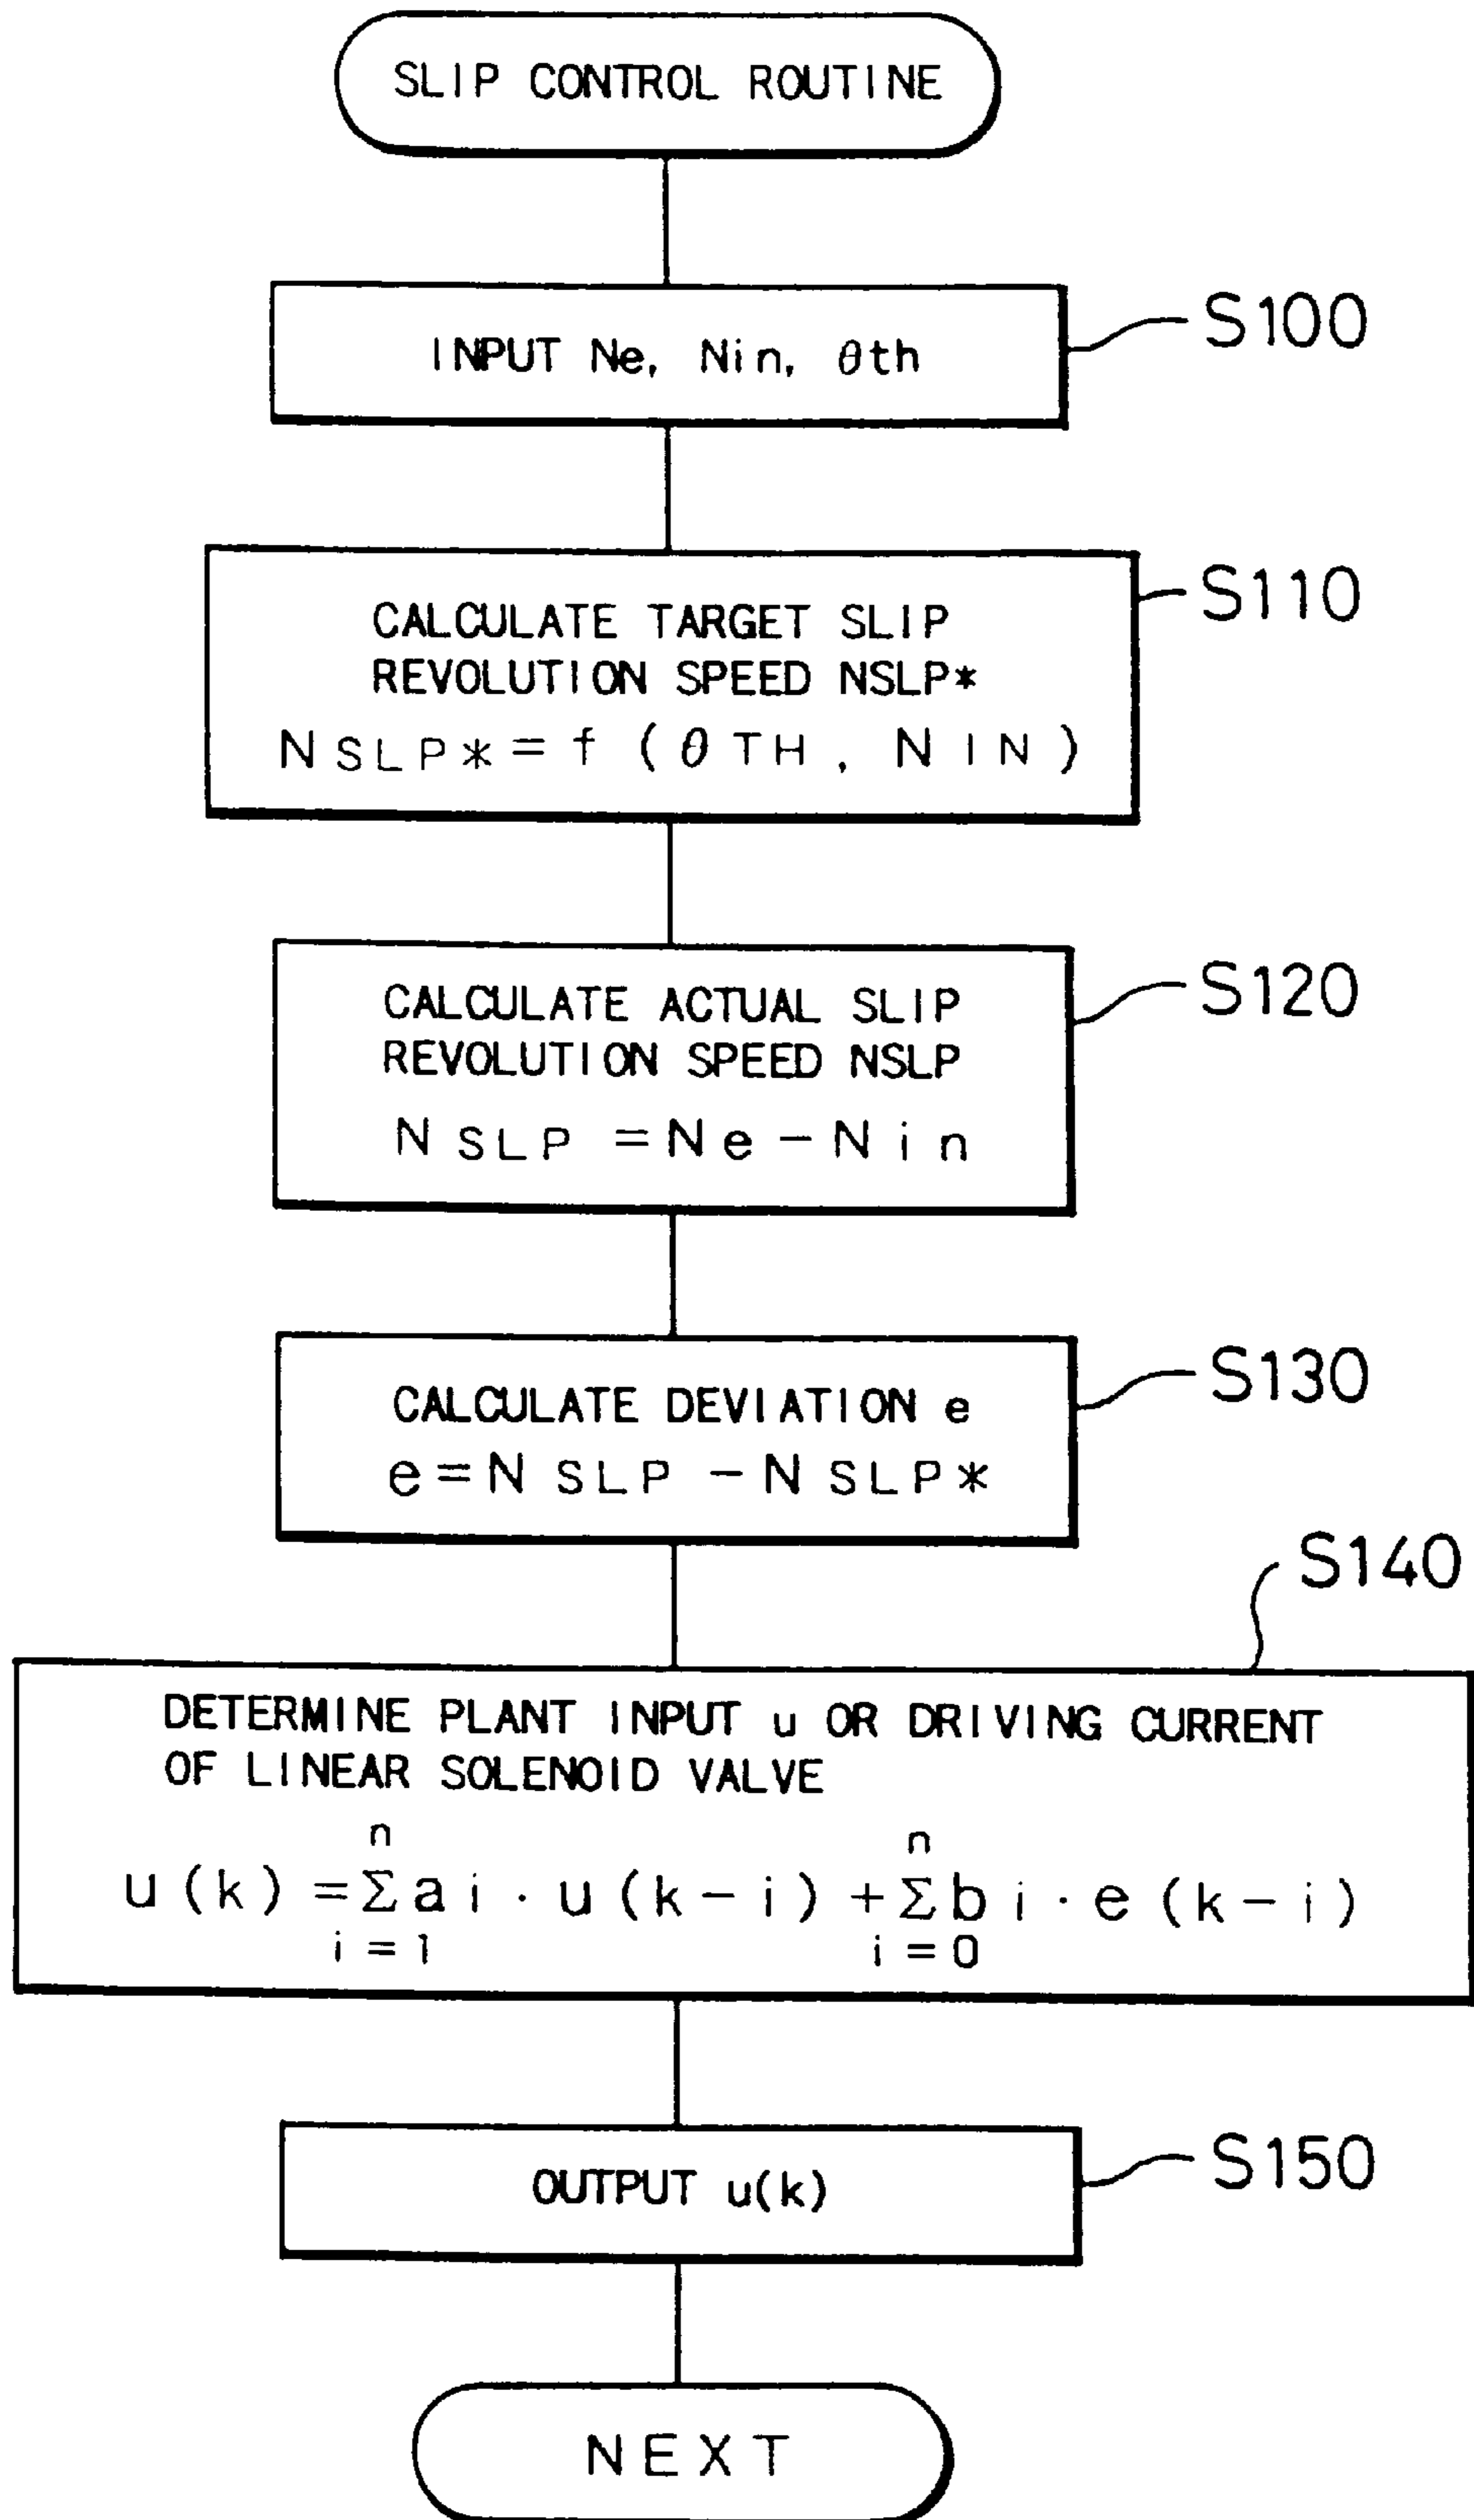 SLIP CONTROL ROUTINE
INPUT Ne, Nin, θth
S100
S110
CALCULATE TARGET SLIP
REVOLUTION SPEED NSLP*
NSLP*=f (θTH, NIN)
S120
CALCULATE ACTUAL SLIP
REVOLUTION SPEED NSLP
NSLP =Ne-Nin
S130
CALCULATE DEVIATION e
e=NSLP -NSLP*
S140
DETERMINE PLANT INPUT u OR DRIVING CURRENT
OF LINEAR SOLENOID VALVE
n n
u (k) =Σai · u (k-i) +Σbi · e (k-i)
i=1 i=0
S150
OUTPUT u(k)
NEXT